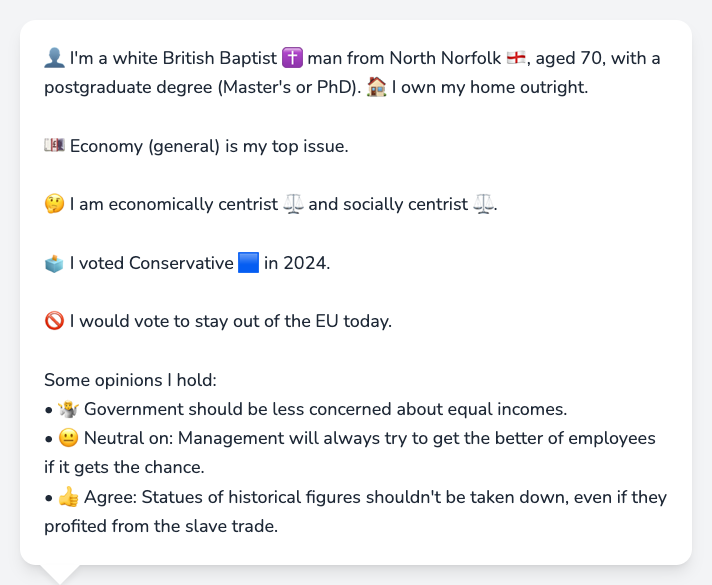 👤 I'm a white British Baptist ✝️ man from North Norfolk 🏴󠁧󠁢󠁥󠁮󠁧󠁿, aged 70, with a
postgraduate degree (Master's or PhD). 🏠 I own my home outright.
💷 Economy (general) is my top issue.
🤔 I am economically centrist ⚖️ and socially centrist ⚖️.
🗳️ I voted Conservative 🟦 in 2024.
🚫 I would vote to stay out of the EU today.
Some opinions I hold:
• 🤷 Government should be less concerned about equal incomes.
• 😐 Neutral on: Management will always try to get the better of employees
if it gets the chance.
• 👍 Agree: Statues of historical figures shouldn't be taken down, even if they
profited from the slave trade.